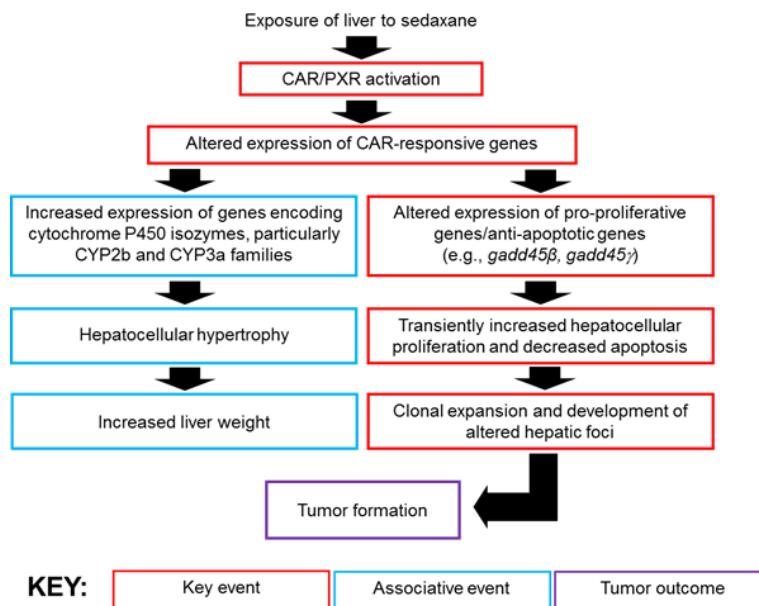 Exposure of liver to sedaxane
CAR/PXR activation
Altered expression of CAR-responsive genes
Increased expression of genes encoding
cytochrome P450 isozymes, particularly
CYP2b and CYP3a families
Altered expression of pro-proliferative
genes/anti-apoptotic genes
(e.g., gadd45β, gadd45γ)
Hepatocellular hypertrophy
Transiently increased hepatocellular
proliferation and decreased apoptosis
Increased liver weight
Clonal expansion and development of
altered hepatic foci
Tumor formation
KEY:
Key event
Associative event
Tumor outcome